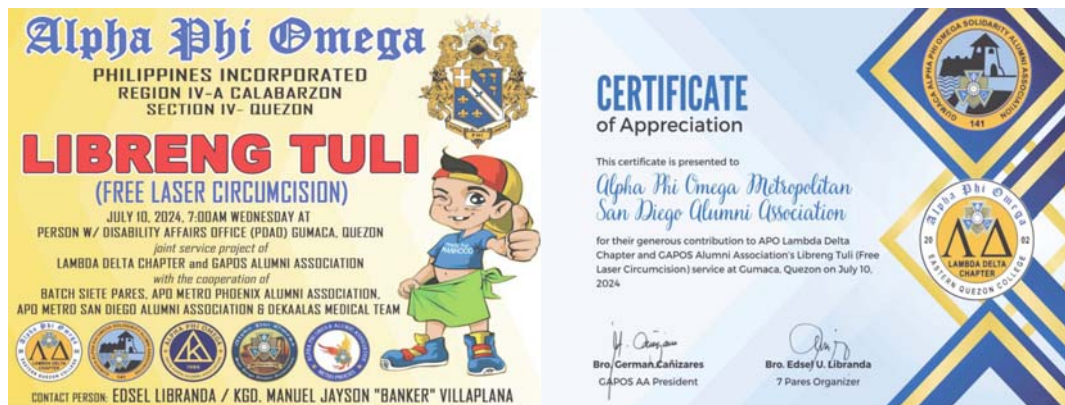 Alpha Phi Omega
PHILIPPINES INCORPORATED
REGION IV-A CALABARZON
SECTION IV- QUEZON
LIBRENG TULI
(FREE LASER CIRCUMCISION)
JULY 10, 2024, 7:00AM WEDNESDAY AT
PERSON W/ DISABILITY AFFAIRS OFFICE (PDAO) GUMACA, QUEZON
joint service project of
LAMBDA DELTA CHAPTER and GAPOS ALUMNI ASSOCIATION
with the cooperation of
BATCH SIETE PARES, APO METRO PHOENIX ALUMNI ASSOCIATION,
APO METRO SAN DIEGO ALUMNI ASSOCIATION & DEKAALAS MEDICAL TEAM
CONTACT PERSON: EDSEL LIBRANDA / KGD. MANUEL JAYSON "BANKER" VILLAPLANA
CERTIFICATE
of Appreciation
This certificate is presented to
Alpha Phi Omega Metropolitan
San Diego Alumni Association
for their generous contribution to APO Lambda Delta
Chapter and GAPOS Alumni Association's Libreng Tuli (Free
Laser Circumcision) service at Gumaca, Quezon on July 10,
2024
Bro. German Cañizares
GAPOS AA President
Bro. Edsel U. Libranda
7 Pares Organizer
GUMACA ALPHA PHI OMEGA SOLIDARITY ALUMNI ASSOCIATION
141
Alpha Phi Omega
20 02
ΛΔ
LAMBDA DELTA
CHAPTER
EASTERN QUEZON COLLEGE